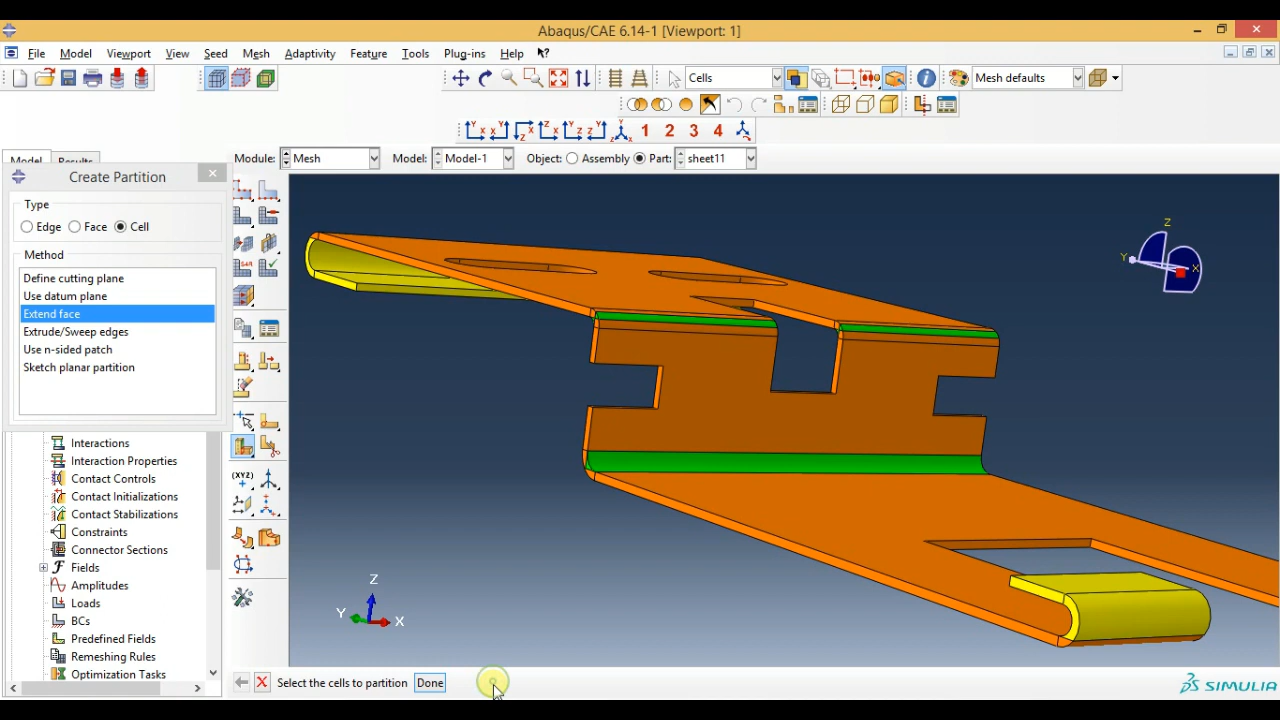 Abaqus/CAE 6.14-1 [Viewport: 1]
File Model Viewport View Seed Mesh Adaptivity Feature Tools Plug-ins Help
Cells Mesh defaults
1 2 3 4
Model Results Module: Mesh Model: Model-1 Object: Assembly Part: sheet11
Create Partition
Type
Edge Face Cell
Method
Define cutting plane
Use datum plane
Extend face
Extrude/Sweep edges
Use n-sided patch
Sketch planar partition
Interactions
Interaction Properties
Contact Controls
Contact Initializations
Contact Stabilizations
Constraints
Connector Sections
Fields
Amplitudes
Loads
BCs
Predefined Fields
Remeshing Rules
Optimization Tasks
(XYZ)
Z
Y
X
Z
Y
X
Select the cells to partition Done
SIMULIA